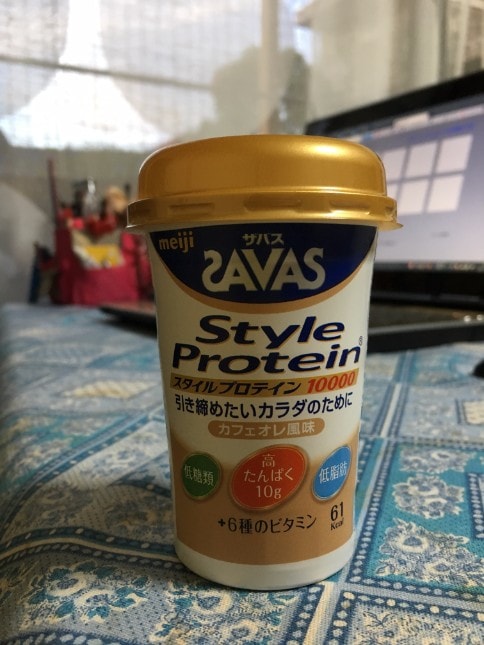 meiji
ザバス
SAVAS
Style
Protein®
スタイルプロテイン 10000
引き締めたいカラダのために
カフェオレ風味
低糖類
高
たんぱく
10g
低脂肪
+6種のビタミン
61
Kcal